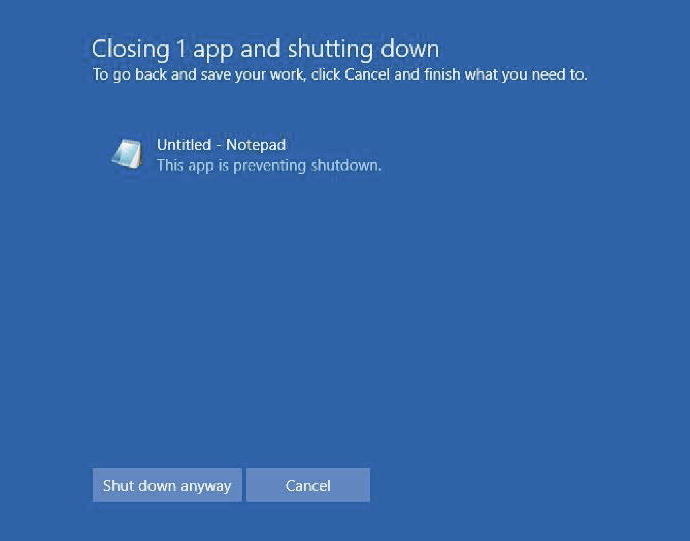 Closing 1 app and shutting down
To go back and save your work, click Cancel and finish what you need to.
Untitled - Notepad
This app is preventing shutdown.
Shut down anyway
Cancel